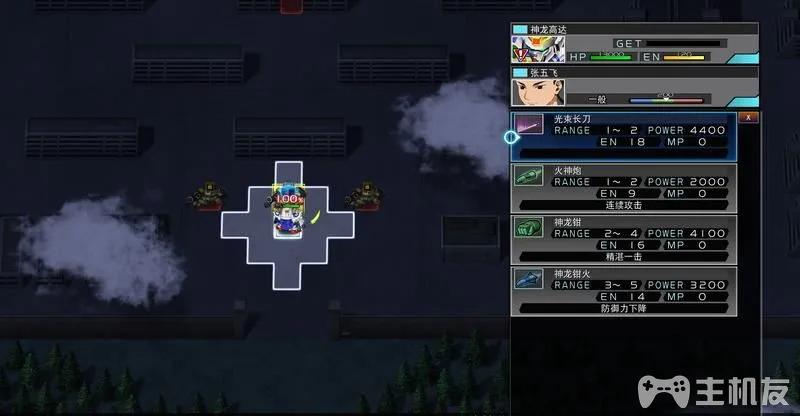 神龙高达
GET
HP 13000 EN 120
张五飞
一般 200
光束长刀
RANGE 1～ 2 POWER 4400
EN 18 MP 0
火神炮
RANGE 1～ 2 POWER 2000
EN 9 MP 0
连续攻击
神龙钳
RANGE 2～ 4 POWER 4100
EN 16 MP 0
精湛一击
神龙钳火
RANGE 3～ 5 POWER 3200
EN 14 MP 0
防御力下降
X
100%
主机友